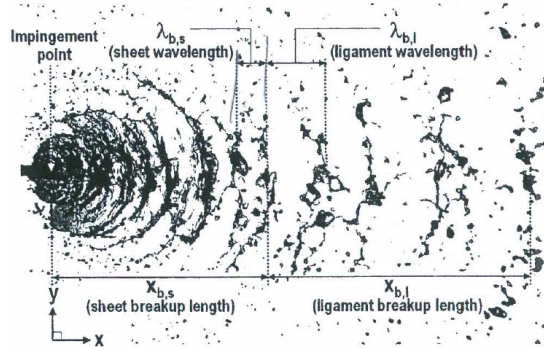 Impingement
point
λb,s
(sheet wavelength)
λb,l
(ligament wavelength)
xb,s
(sheet breakup length)
xb,l
(ligament breakup length)
y
x